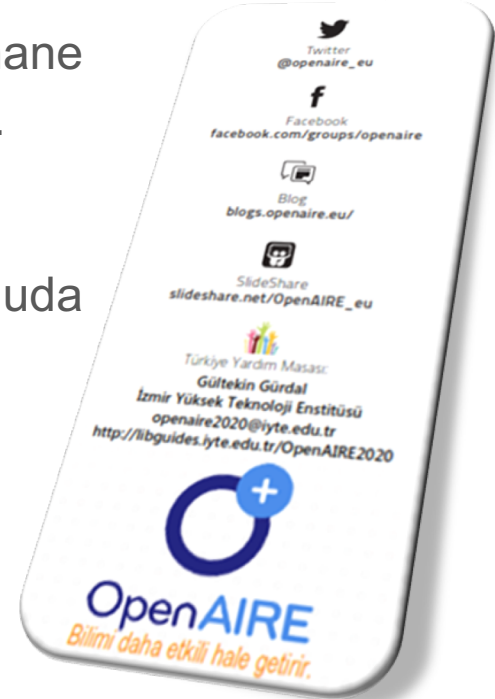 ane
uda
Twitter
@openaire_eu
f
Facebook
facebook.com/groups/openaire
Blog
blogs.openaire.eu/
SlideShare
slideshare.net/OpenAIRE_eu
Türkiye Yardım Masası:
Gültekin Gürdal
İzmir Yüksek Teknoloji Enstitüsü
openaire2020@iyte.edu.tr
http://libguides.iyte.edu.tr/OpenAIRE2020
OpenAIRE
Bilimi daha etkili hale getirir.